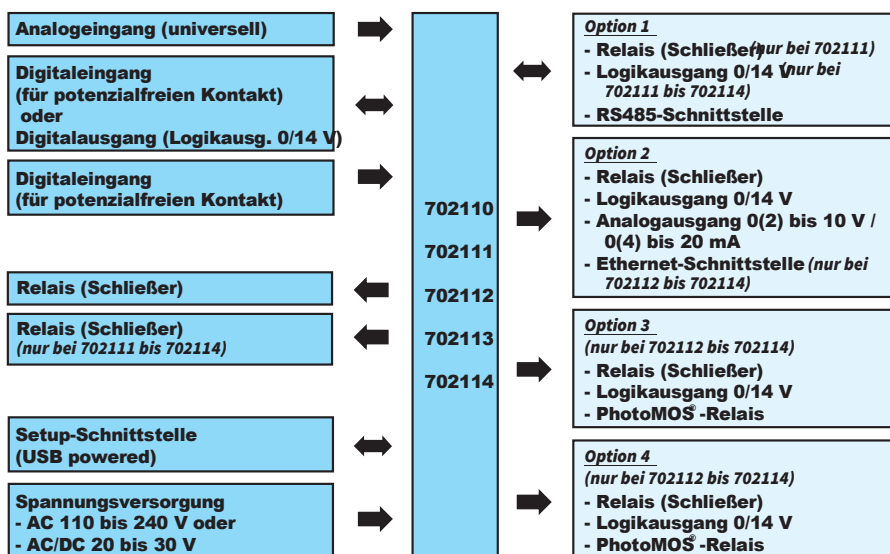 Analogeingang (universell)
Digitaleingang
(für potenzialfreien Kontakt)
oder
Digitalausgang (Logikausg. 0/14 V)
Digitaleingang
(für potenzialfreien Kontakt)
Relais (Schließer)
Relais (Schließer)
(nur bei 702111 bis 702114)
Setup-Schnittstelle
(USB powered)
Spannungsversorgung
- AC 110 bis 240 V oder
- AC/DC 20 bis 30 V
702110
702111
702112
702113
702114
Option 1
- Relais (Schließer) (nur bei 702111)
- Logikausgang 0/14 V (nur bei
702111 bis 702114)
- RS485-Schnittstelle
Option 2
- Relais (Schließer)
- Logikausgang 0/14 V
- Analogausgang 0(2) bis 10 V /
0(4) bis 20 mA
- Ethernet-Schnittstelle (nur bei
702112 bis 702114)
Option 3
(nur bei 702112 bis 702114)
- Relais (Schließer)
- Logikausgang 0/14 V
- PhotoMOS®-Relais
Option 4
(nur bei 702112 bis 702114)
- Relais (Schließer)
- Logikausgang 0/14 V
- PhotoMOS®-Relais